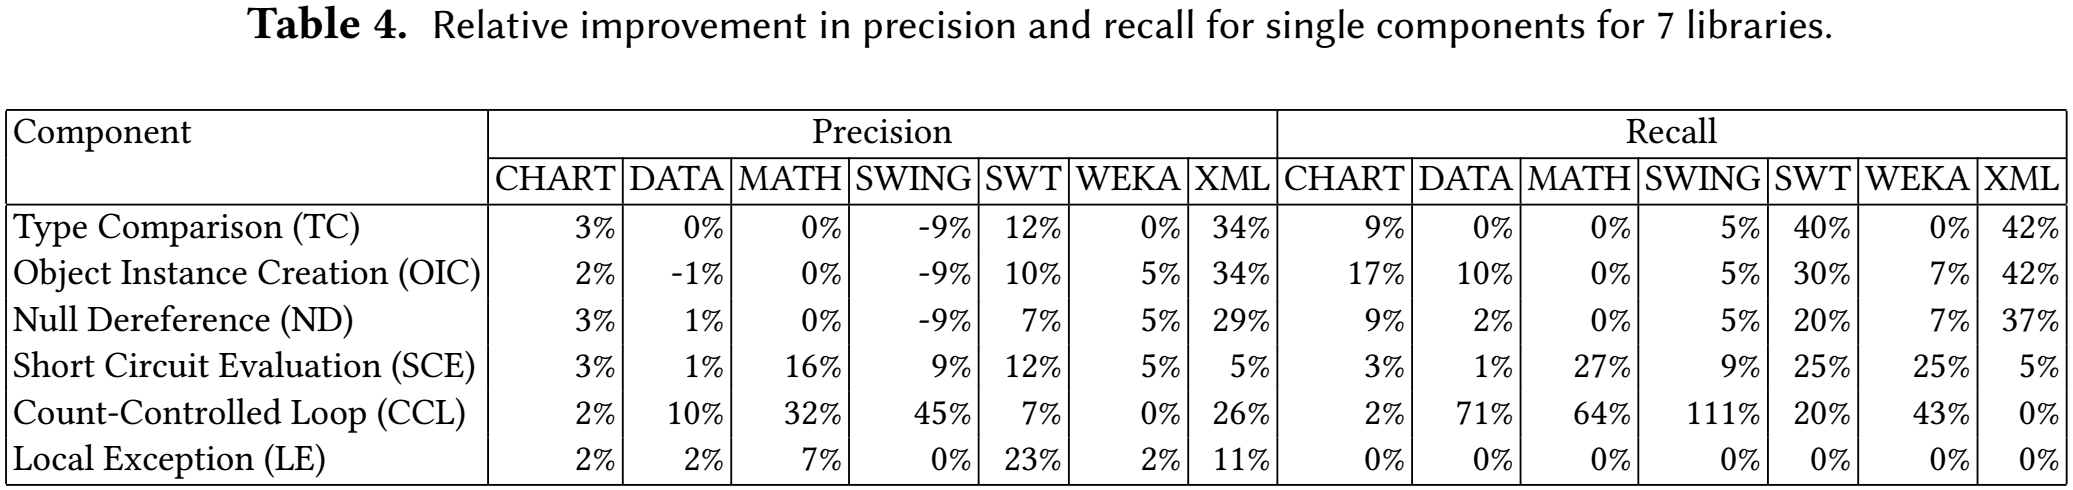 Table 4. Relative improvement in precision and recall for single components for 7 libraries.
Component Precision Recall
CHART DATA MATH SWING SWT WEKA XML CHART DATA MATH SWING SWT WEKA XML
Type Comparison (TC) 3% 0% 0% -9% 12% 0% 34% 9% 0% 0% 5% 40% 0% 42%
Object Instance Creation (OIC) 2% -1% 0% -9% 10% 5% 34% 17% 10% 0% 5% 30% 7% 42%
Null Dereference (ND) 3% 1% 0% -9% 7% 5% 29% 9% 2% 0% 5% 20% 7% 37%
Short Circuit Evaluation (SCE) 3% 1% 16% 9% 12% 5% 5% 3% 1% 27% 9% 25% 25% 5%
Count-Controlled Loop (CCL) 2% 10% 32% 45% 7% 0% 26% 2% 71% 64% 111% 20% 43% 0%
Local Exception (LE) 2% 2% 7% 0% 23% 2% 11% 0% 0% 0% 0% 0% 0% 0%